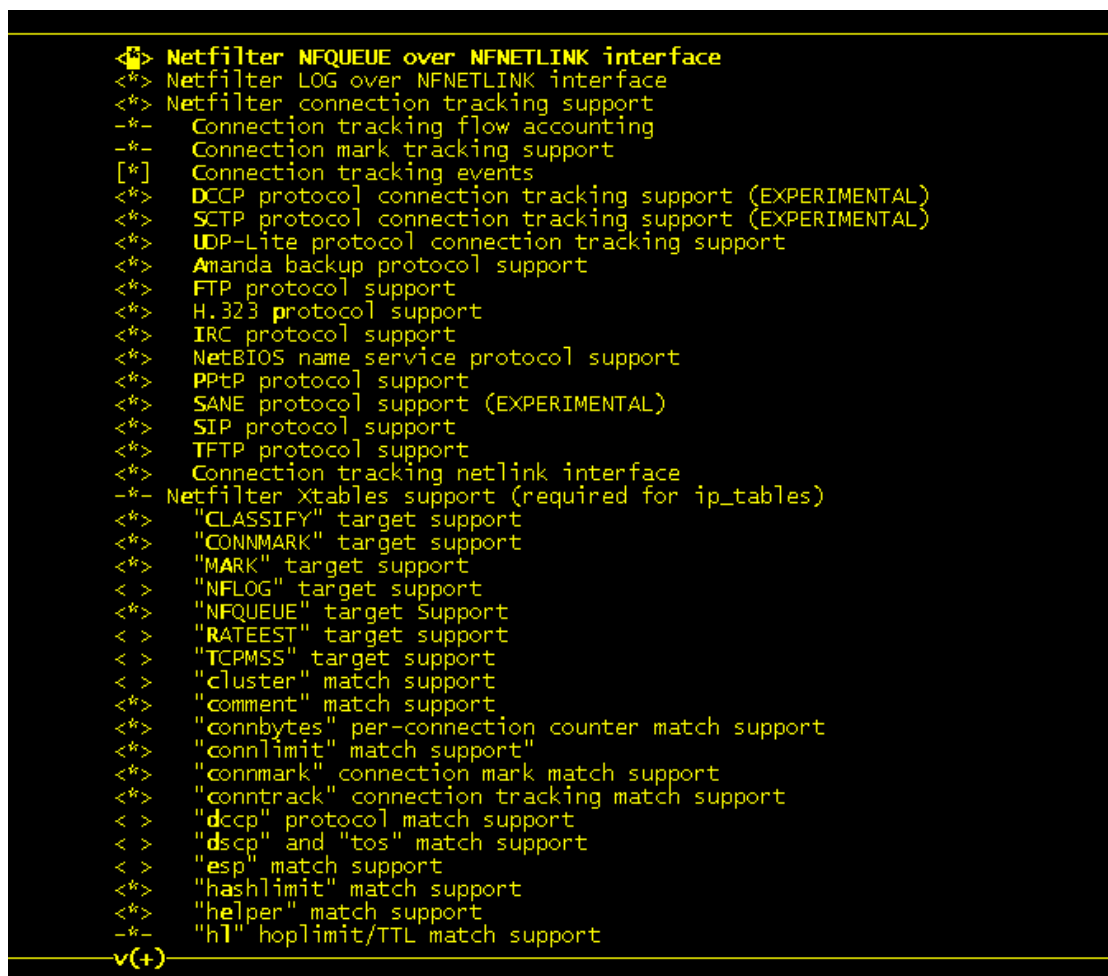 <*> Netfilter NFQUEUE over NFNETLINK interface
<*> Netfilter LOG over NFNETLINK interface
<*> Netfilter connection tracking support
-*-   Connection tracking flow accounting
-*-   Connection mark tracking support
[*]   Connection tracking events
<*>   DCCP protocol connection tracking support (EXPERIMENTAL)
<*>   SCTP protocol connection tracking support (EXPERIMENTAL)
<*>   UDP-Lite protocol connection tracking support
<*>   Amanda backup protocol support
<*>   FTP protocol support
<*>   H.323 protocol support
<*>   IRC protocol support
<*>   NetBIOS name service protocol support
<*>   PPtP protocol support
<*>   SANE protocol support (EXPERIMENTAL)
<*>   SIP protocol support
<*>   TFTP protocol support
<*>   Connection tracking netlink interface
-*- Netfilter Xtables support (required for ip_tables)
<*>   "CLASSIFY" target support
<*>   "CONNMARK" target support
<*>   "MARK" target support
< >   "NFLOG" target support
<*>   "NFQUEUE" target Support
< >   "RATEEST" target support
< >   "TCPMSS" target support
< >   "cluster" match support
<*>   "comment" match support
<*>   "connbytes" per-connection counter match support
<*>   "connlimit" match support"
<*>   "connmark" connection mark match support
<*>   "conntrack" connection tracking match support
< >   "dccp" protocol match support
< >   "dscp" and "tos" match support
< >   "esp" match support
<*>   "hashlimit" match support
<*>   "helper" match support
-*-   "hl" hoplimit/TTL match support
v(+)